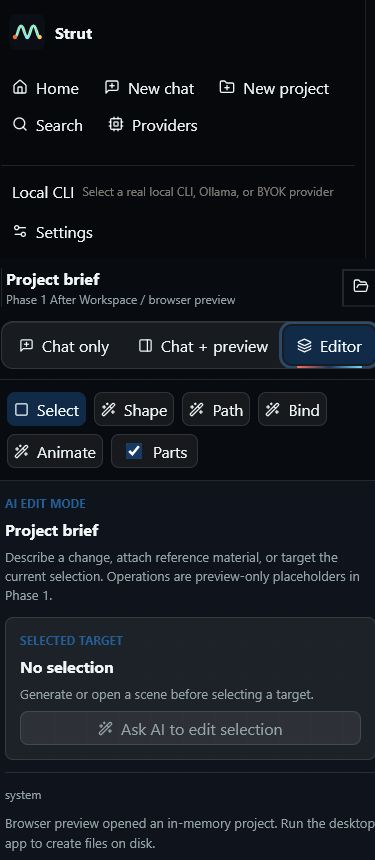 Strut
Home New chat New project
Search Providers
Local CLI Select a real local CLI, Ollama, or BYOK provider
Settings
Project brief
Phase 1 After Workspace / browser preview
Chat only Chat + preview Editor
Select Shape Path Bind
Animate Parts
AI EDIT MODE
Project brief
Describe a change, attach reference material, or target the
current selection. Operations are preview-only placeholders in
Phase 1.
SELECTED TARGET
No selection
Generate or open a scene before selecting a target.
Ask AI to edit selection
system
Browser preview opened an in-memory project. Run the desktop
app to create files on disk.